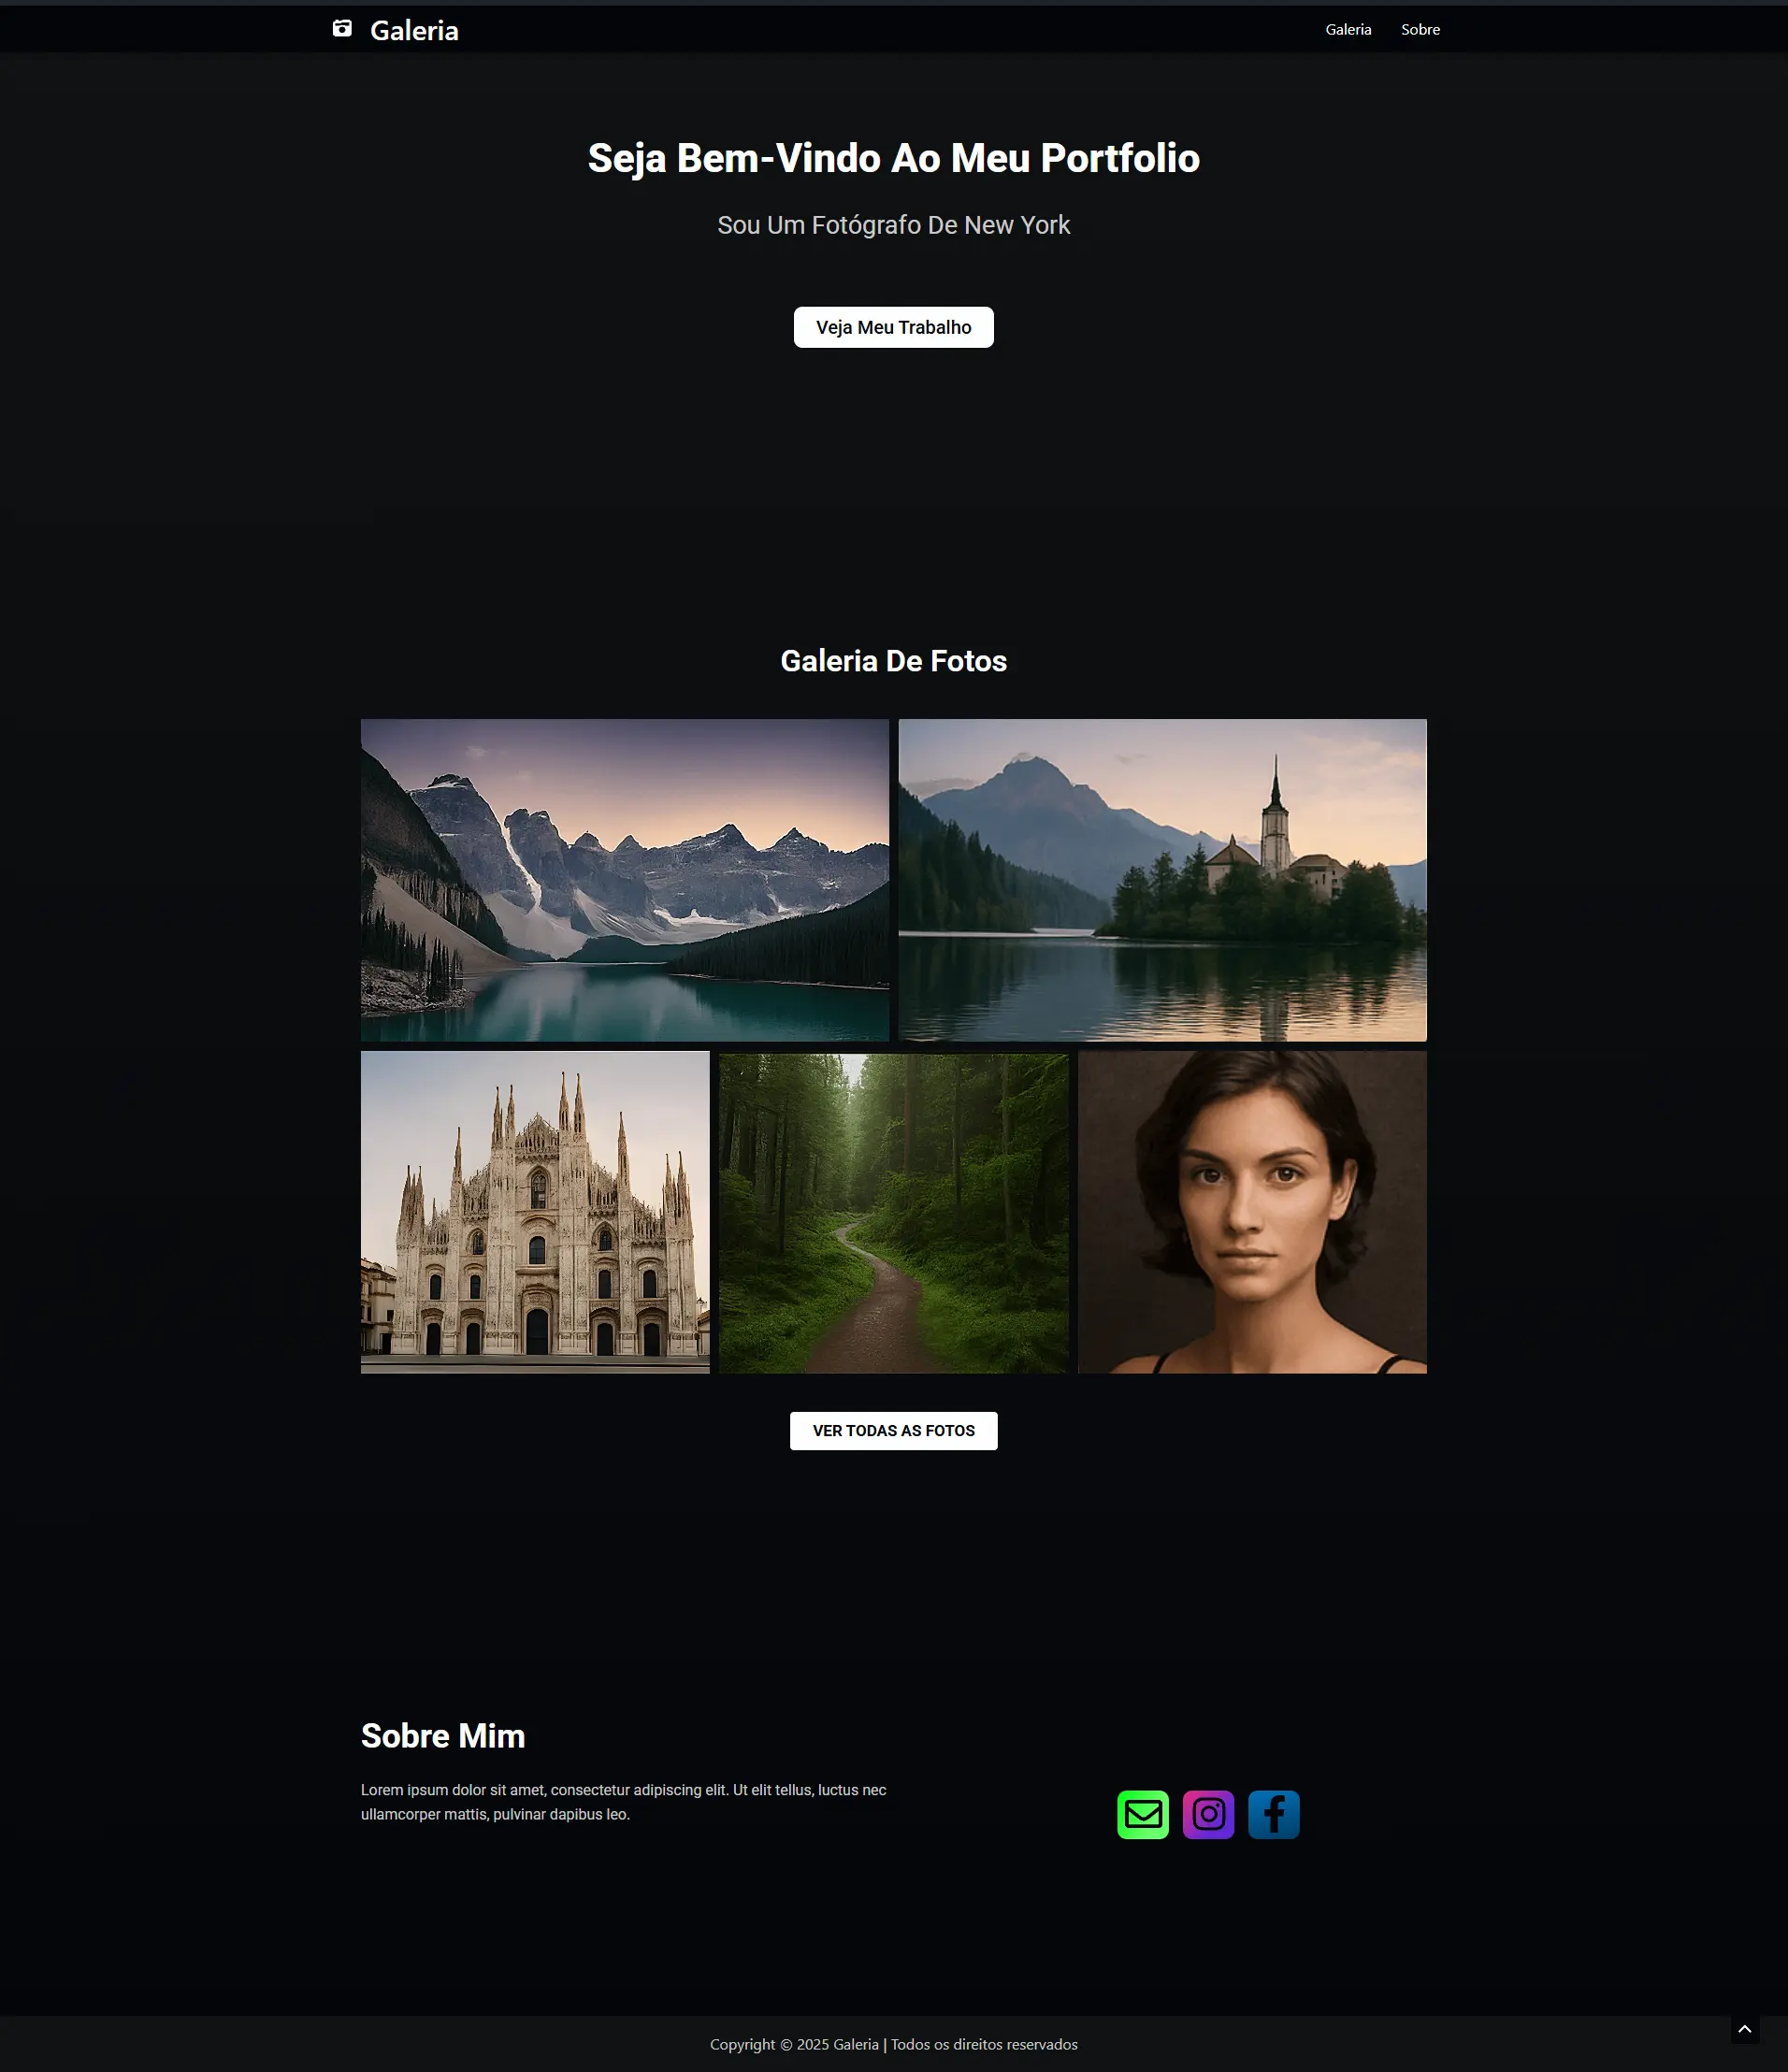 Galeria
Galeria
Sobre
Seja Bem-Vindo Ao Meu Portfolio
Sou Um Fotógrafo De New York
Veja Meu Trabalho
Galeria De Fotos
VER TODAS AS FOTOS
Sobre Mim
Lorem ipsum dolor sit amet, consectetur adipiscing elit. Ut elit tellus, luctus nec
ullamcorper mattis, pulvinar dapibus leo.
Copyright © 2025 Galeria | Todos os direitos reservados